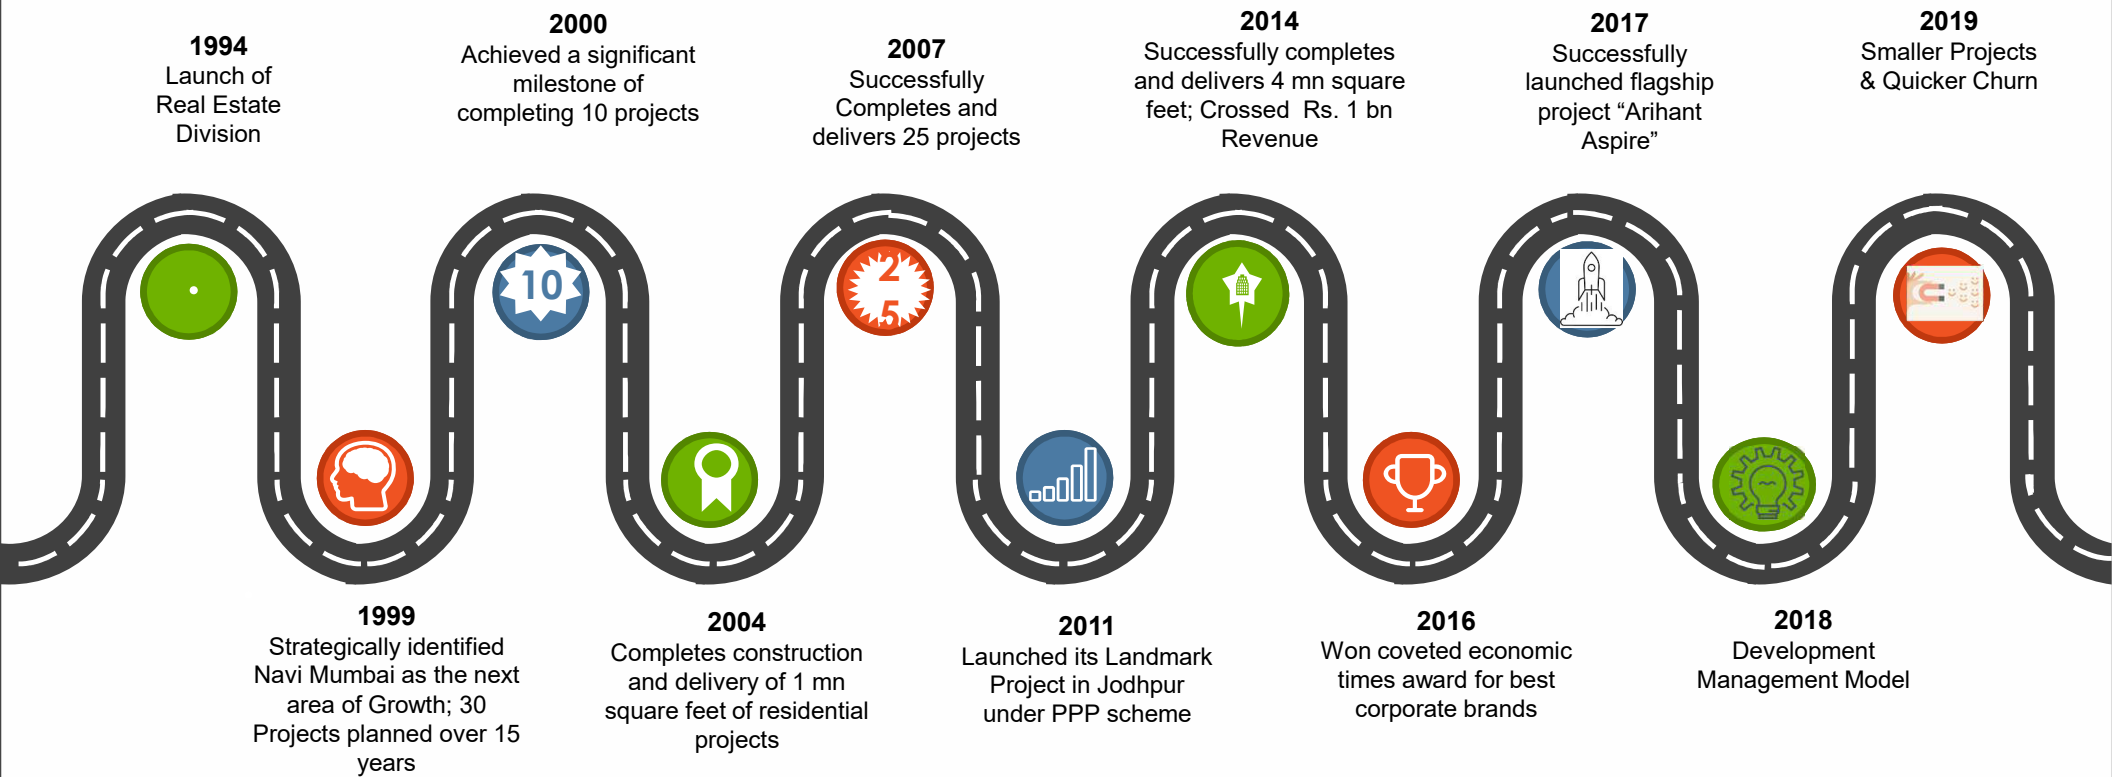 1994
Launch of
Real Estate
Division
2000
Achieved a significant
milestone of
completing 10 projects
2007
Successfully
Completes and
delivers 25 projects
2014
Successfully completes
and delivers 4 mn square
feet; Crossed  Rs. 1 bn
Revenue
2017
Successfully
launched flagship
project “Arihant
Aspire”
2019
Smaller Projects
& Quicker Churn
10
2
5
1999
Strategically identified
Navi Mumbai as the next
area of Growth; 30
Projects planned over 15
years
2004
Completes construction
and delivery of 1 mn
square feet of residential
projects
2011
Launched its Landmark
Project in Jodhpur
under PPP scheme
2016
Won coveted economic
times award for best
corporate brands
2018
Development
Management Model